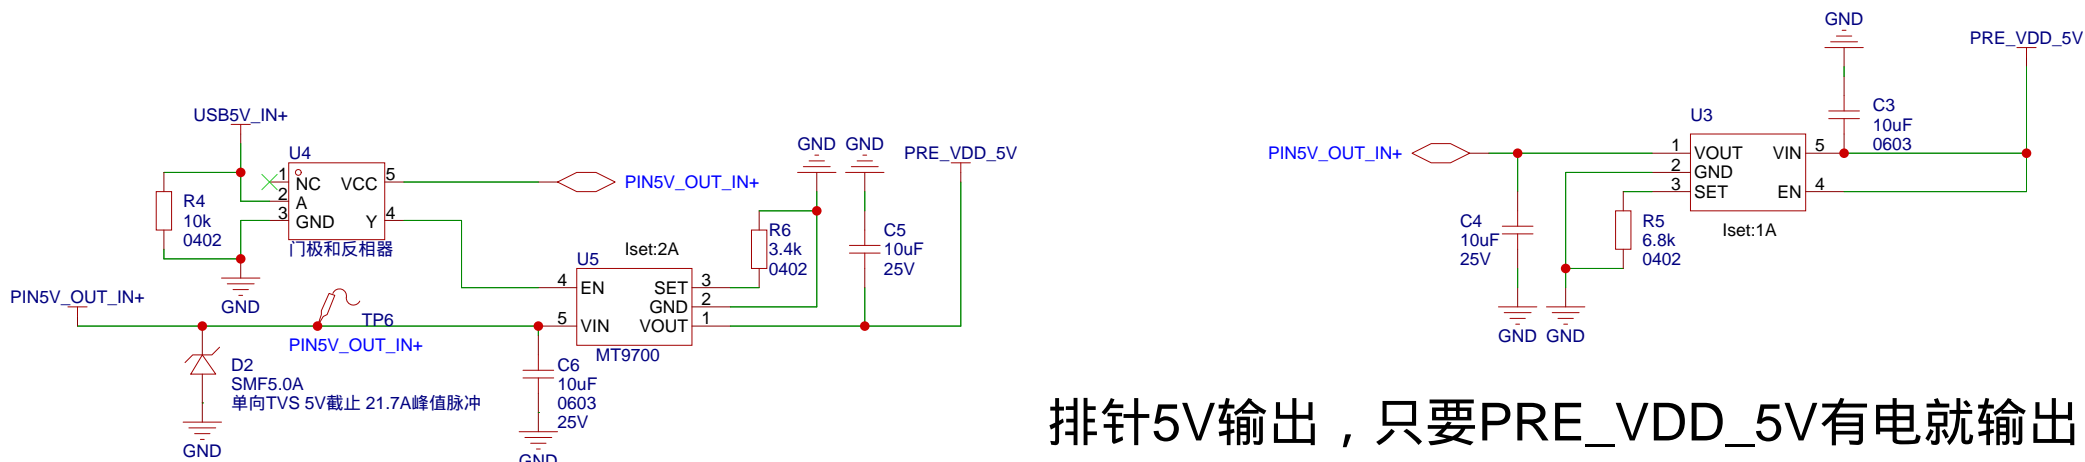 USB5V_IN+
U4
1
NC
VCC
5
PIN5V_OUT_IN+
2
A
3
GND
Y
4
R4
10k
0402
门极和反相器
GND
PIN5V_OUT_IN+
TP6
PIN5V_OUT_IN+
D2
SMF5.0A
单向TVS 5V截止 21.7A峰值脉冲
GND
U5
Iset:2A
4
EN
SET
3
GND
2
5
VIN
VOUT
1
MT9700
C6
10uF
0603
25V
GND
GND
GND
PRE_VDD_5V
R6
3.4k
0402
C5
10uF
25V
GND
PRE_VDD_5V
U3
C3
10uF
0603
PIN5V_OUT_IN+
1
VOUT
VIN
5
2
GND
3
SET
EN
4
Iset:1A
C4
10uF
25V
R5
6.8k
0402
GND
GND
排针5V输出，只要PRE_VDD_5V有电就输出